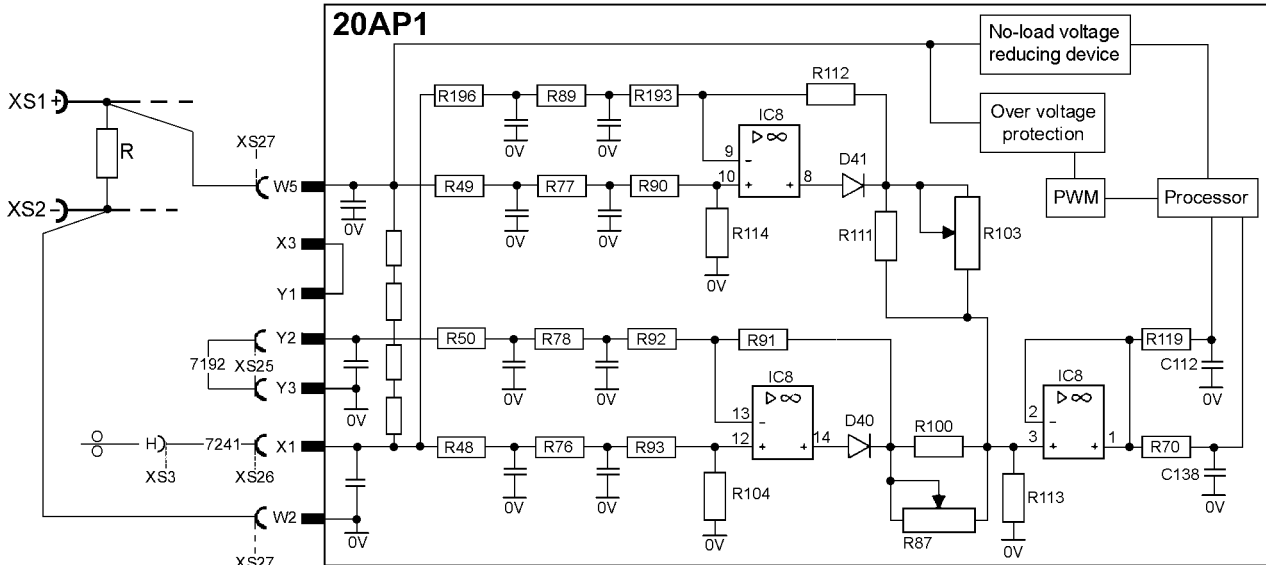 20AP1
No-load voltage
reducing device
Over voltage
protection
PWM
Processor
XS1 +
R
XS2 -
XS27
W5
X3
Y1
Y2
7192 XS25
Y3
H 7241 X1
XS3 XS26
W2
XS27
R196 R89 R193 R112
0V 0V
IC8
▷ ∞
9 -
10 + + 8
D41
R49 R77 R90
0V 0V 0V
R114
0V
R111 R103
R50 R78 R92 R91
0V 0V 0V
IC8
▷ ∞
13 -
12 + + 14
D40
R100
R48 R76 R93
0V 0V 0V
R104
0V
R87
IC8
▷ ∞
2 -
3 + + 1
R113
0V
R119
C112
0V
R70
C138
0V